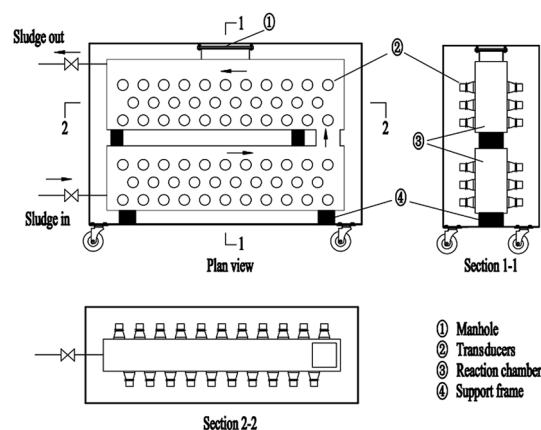 1
①
Sludge out
②
2
2
③
Sludge in
④
1
Plan view
Section 1-1
① Manhole
② Transducers
③ Reaction chamber
④ Support frame
Section 2-2